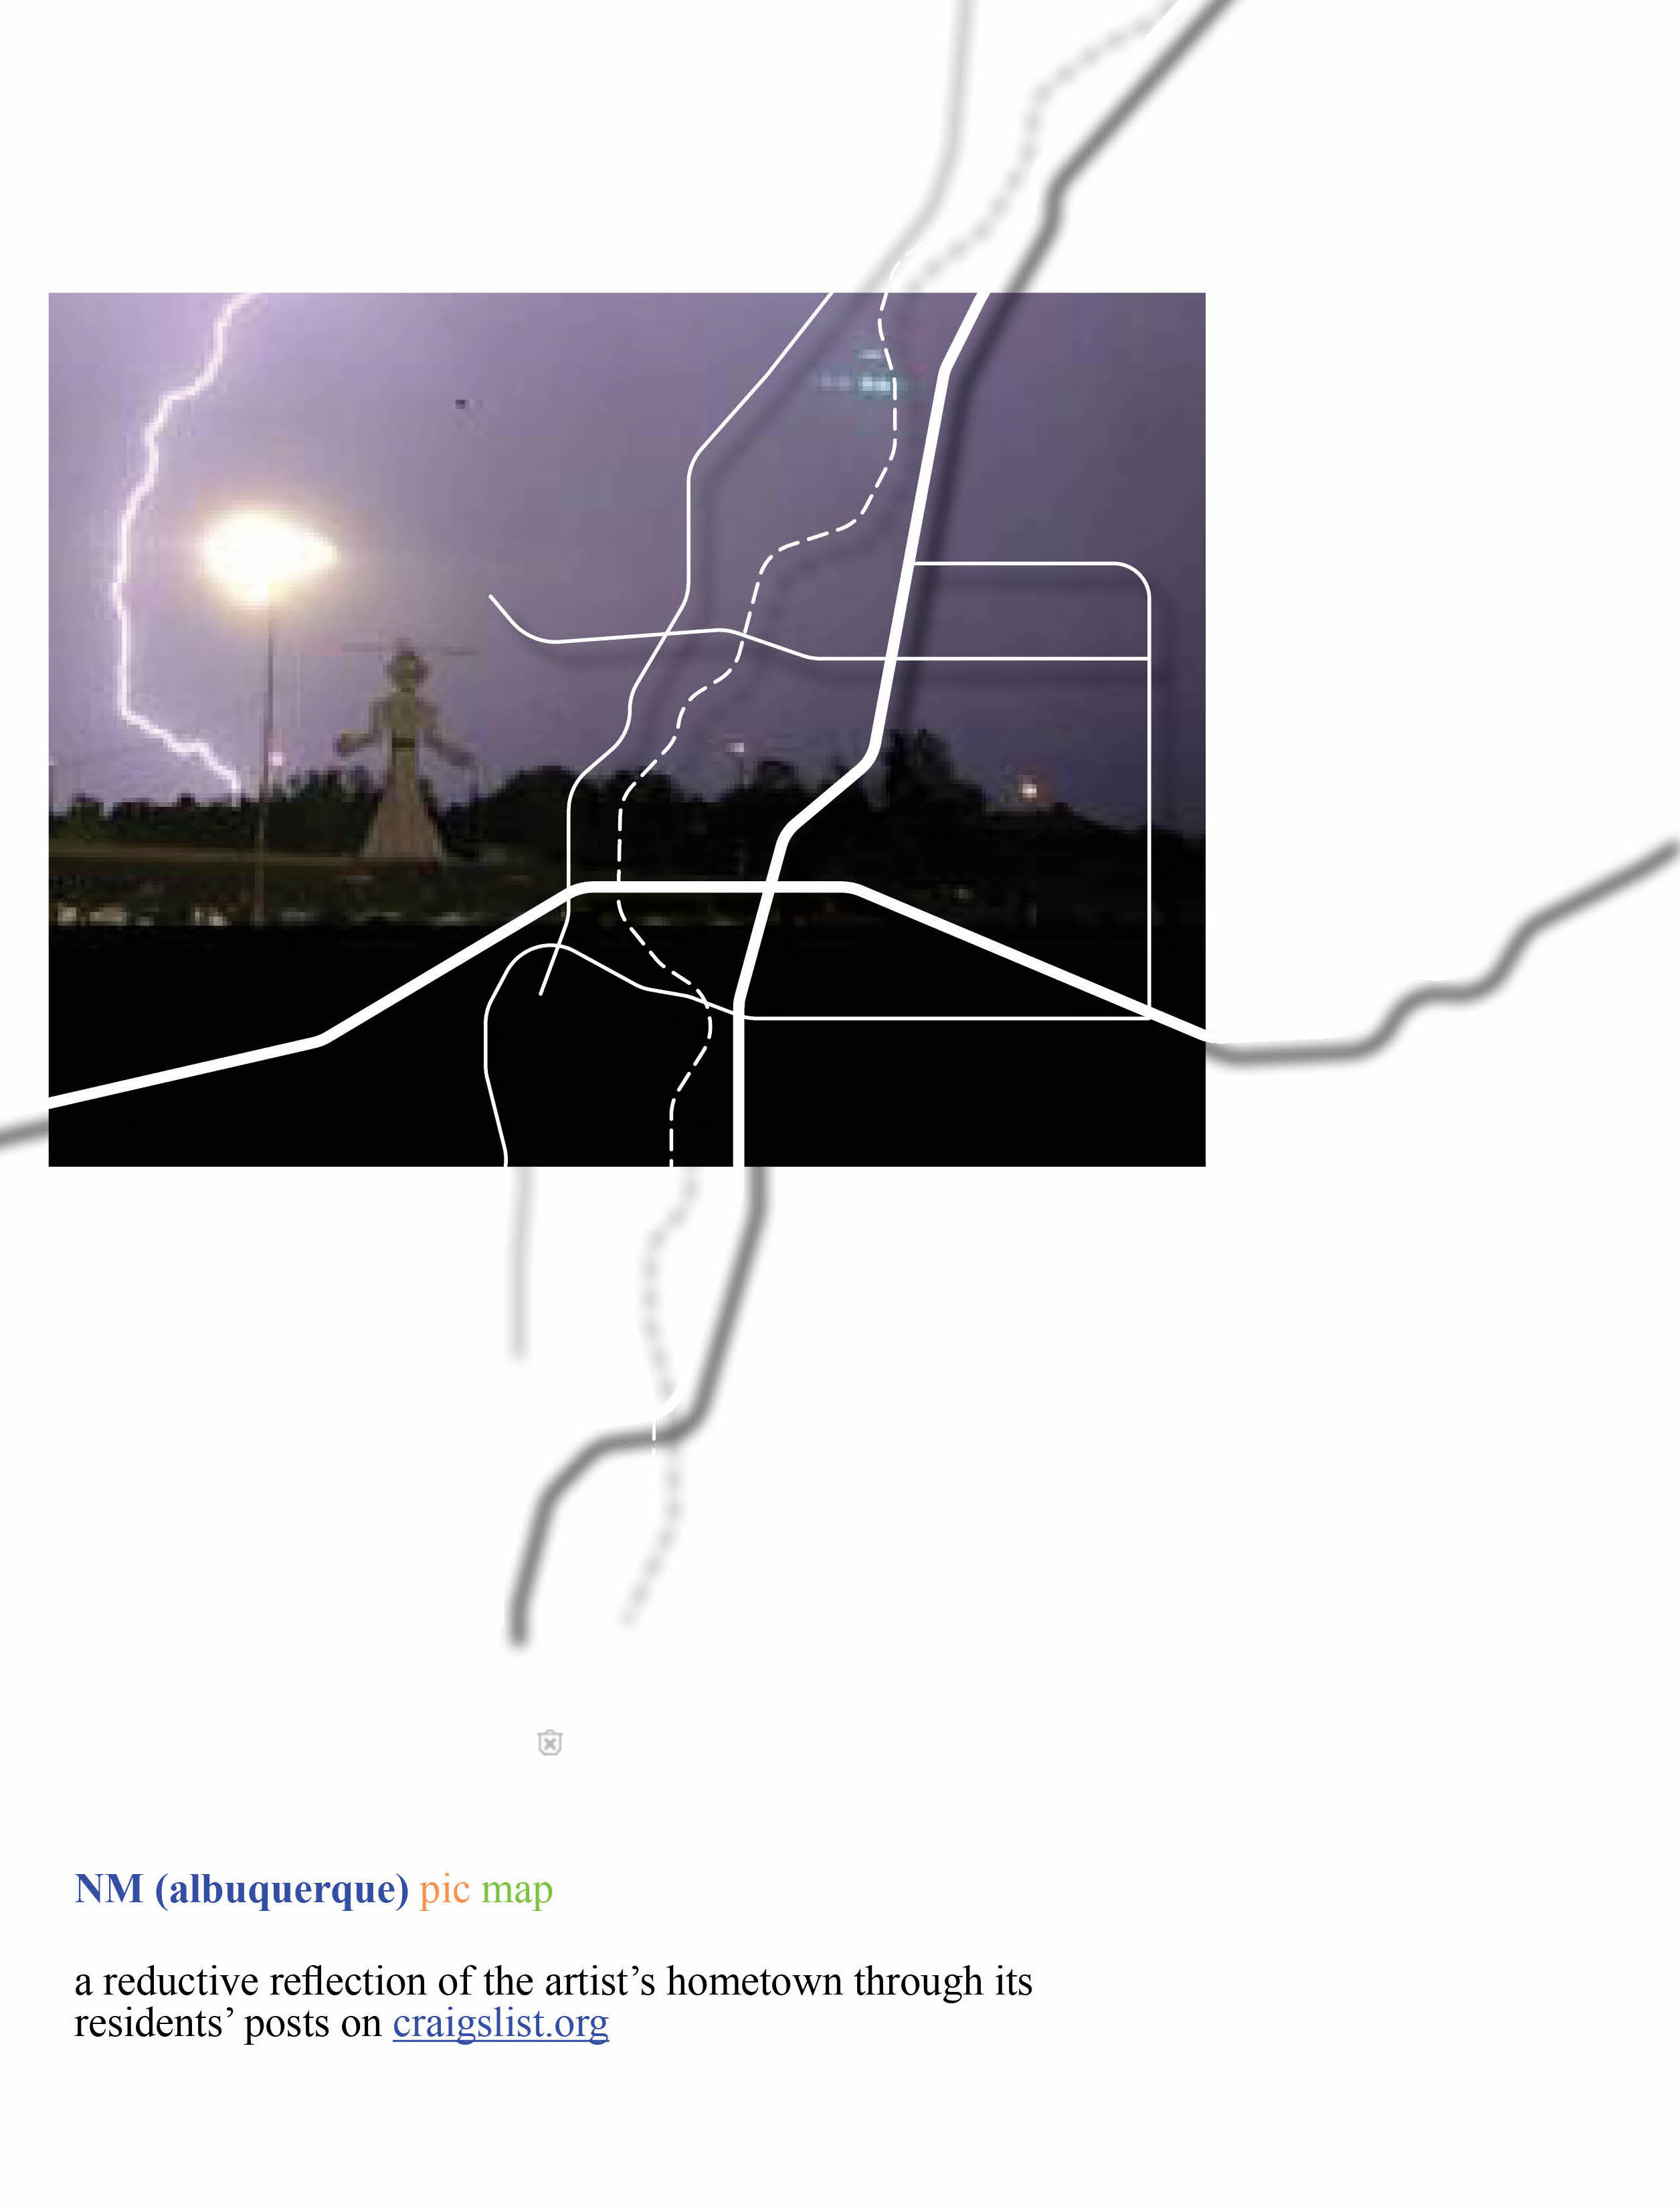 NM (albuquerque) pic map
a reductive reflection of the artist’s hometown through its
residents’ posts on craigslist.org